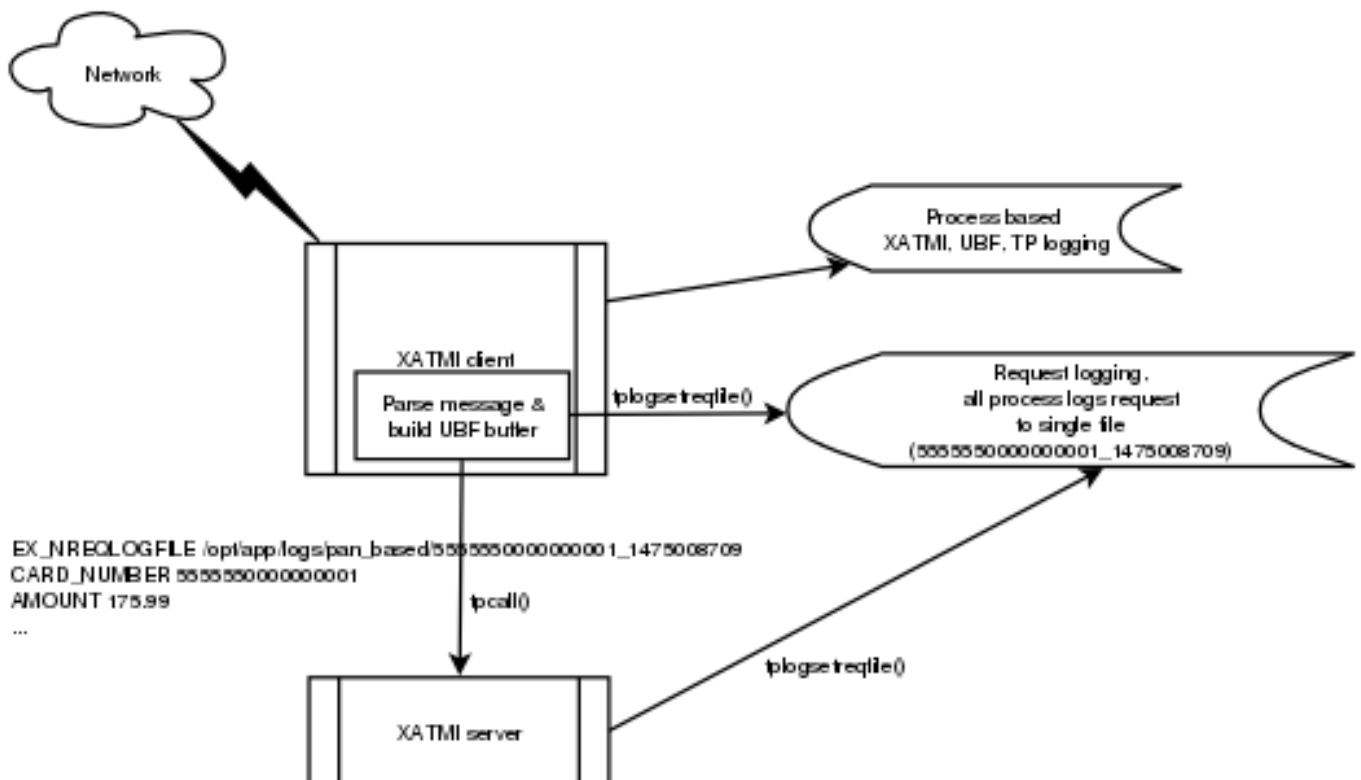 Network
Process based
XATMI, UBF, TP logging
XATMI client
Parse message &
build UBF buffer
tplogsetreqfile()
Request logging,
all process logs request
to single file
(5555550000000001_1475008709)
EX_NREQLOGFILE /opt/app/logs/pan_based/5555550000000001_1475008709
CARD_NUMBER 5555550000000001
AMOUNT 175.99
...
tpcall()
tplogsetreqfile()
XATMI server